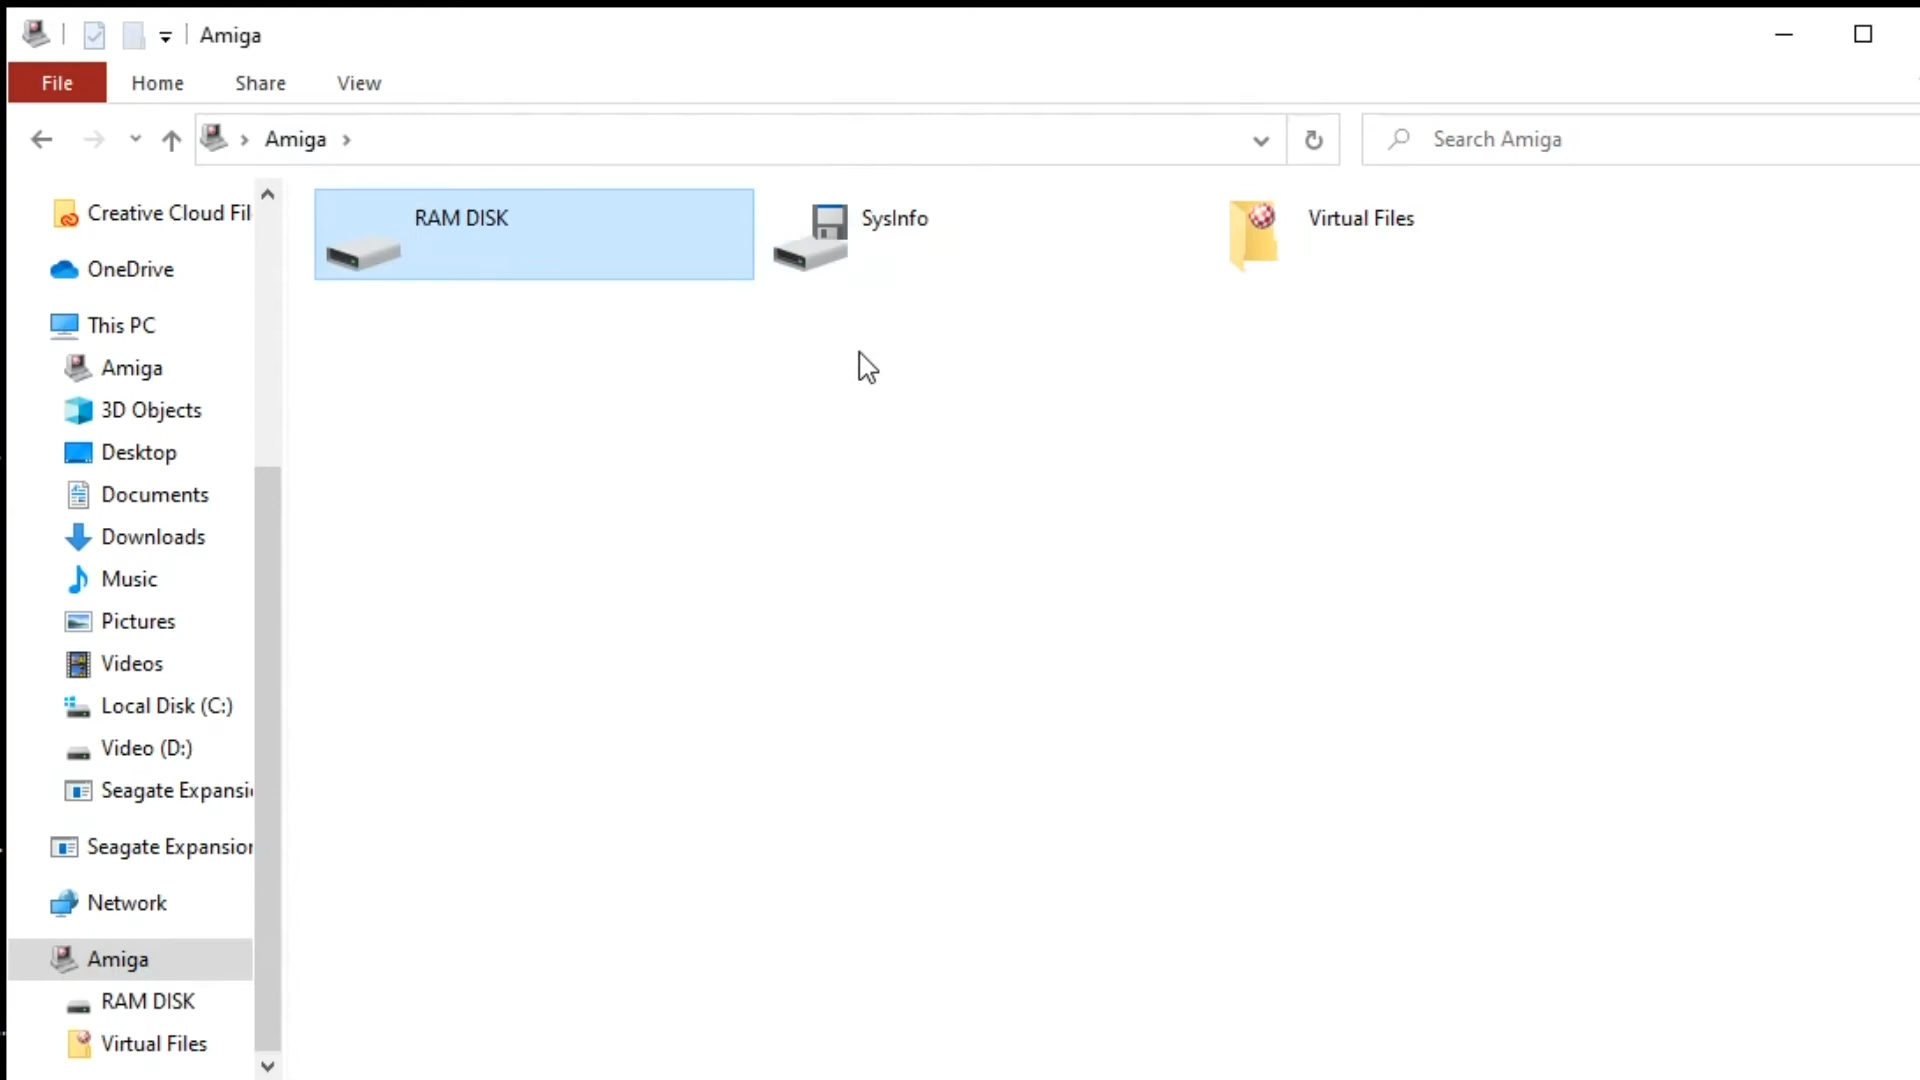 Amiga
File Home Share View
Amiga
Search Amiga
Creative Cloud Fil
OneDrive
This PC
Amiga
3D Objects
Desktop
Documents
Downloads
Music
Pictures
Videos
Local Disk (C:)
Video (D:)
Seagate Expansi
Seagate Expansion
Network
Amiga
RAM DISK
Virtual Files
RAM DISK
SysInfo
Virtual Files